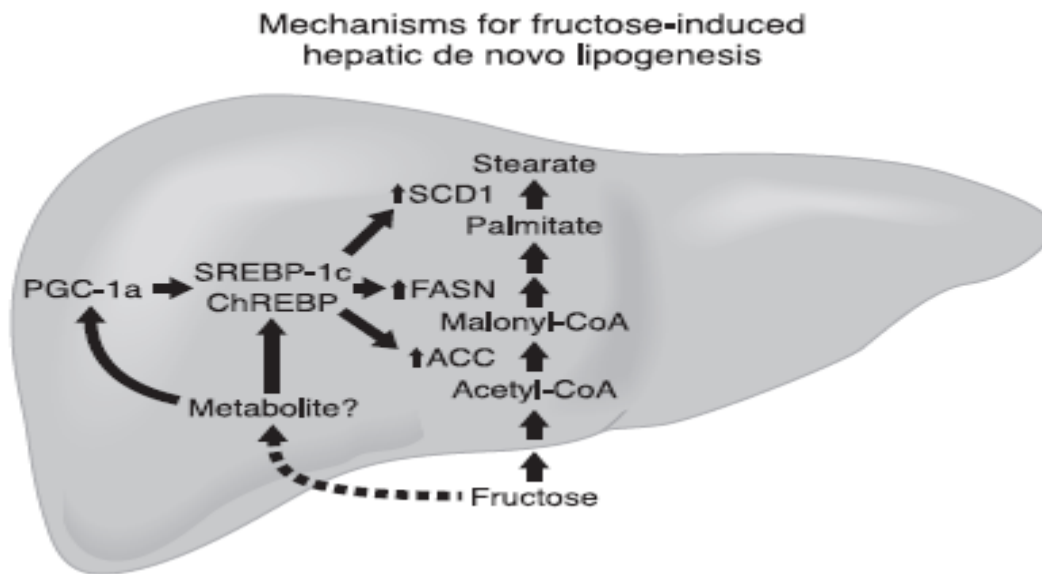 Mechanisms for fructose-induced
hepatic de novo lipogenesis
Stearate
SCD1
Palmitate
PGC-1a
SREBP-1c
ChREBP
FASN
Malonyl-CoA
ACC
Acetyl-CoA
Metabolite?
Fructose